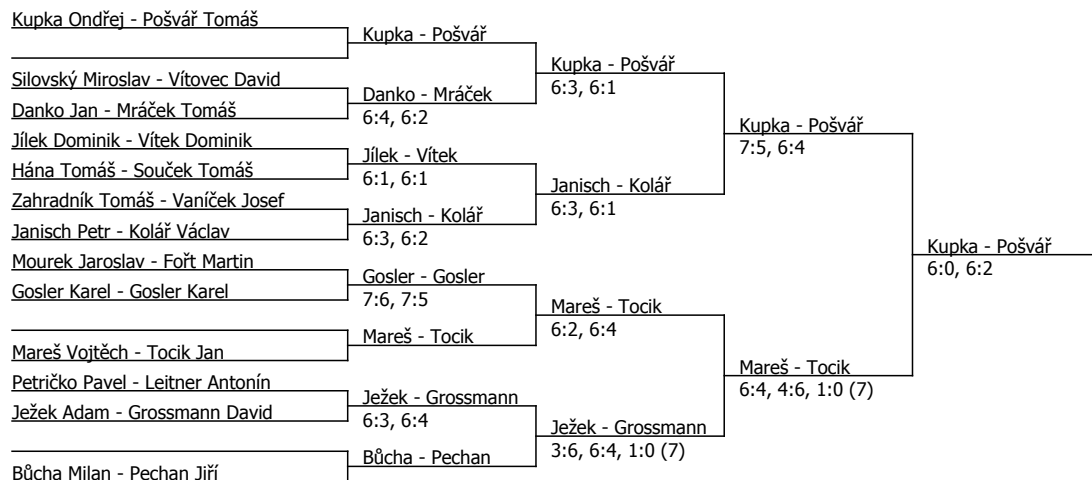 Kupka Ondřej - Pošvář Tomáš
Silovský Miroslav - Vítovec David
Danko Jan - Mráček Tomáš
Jílek Dominik - Vítek Dominik
Hána Tomáš - Souček Tomáš
Zahradník Tomáš - Vaníček Josef
Janisch Petr - Kolář Václav
Mourek Jaroslav - Fořt Martin
Gosler Karel - Gosler Karel
Mareš Vojtěch - Tocik Jan
Petričko Pavel - Leitner Antonín
Ježek Adam - Grossmann David
Bůcha Milan - Pechan Jiří
Kupka - Pošvář
Danko - Mráček
6:4, 6:2
Jílek - Vítek
6:1, 6:1
Janisch - Kolář
6:3, 6:2
Gosler - Gosler
7:6, 7:5
Mareš - Tocik
Ježek - Grossmann
6:3, 6:4
Bůcha - Pechan
Kupka - Pošvář
6:3, 6:1
Janisch - Kolář
6:3, 6:1
Mareš - Tocik
6:2, 6:4
Ježek - Grossmann
3:6, 6:4, 1:0 (7)
Kupka - Pošvář
7:5, 6:4
Mareš - Tocik
6:4, 4:6, 1:0 (7)
Kupka - Pošvář
6:0, 6:2